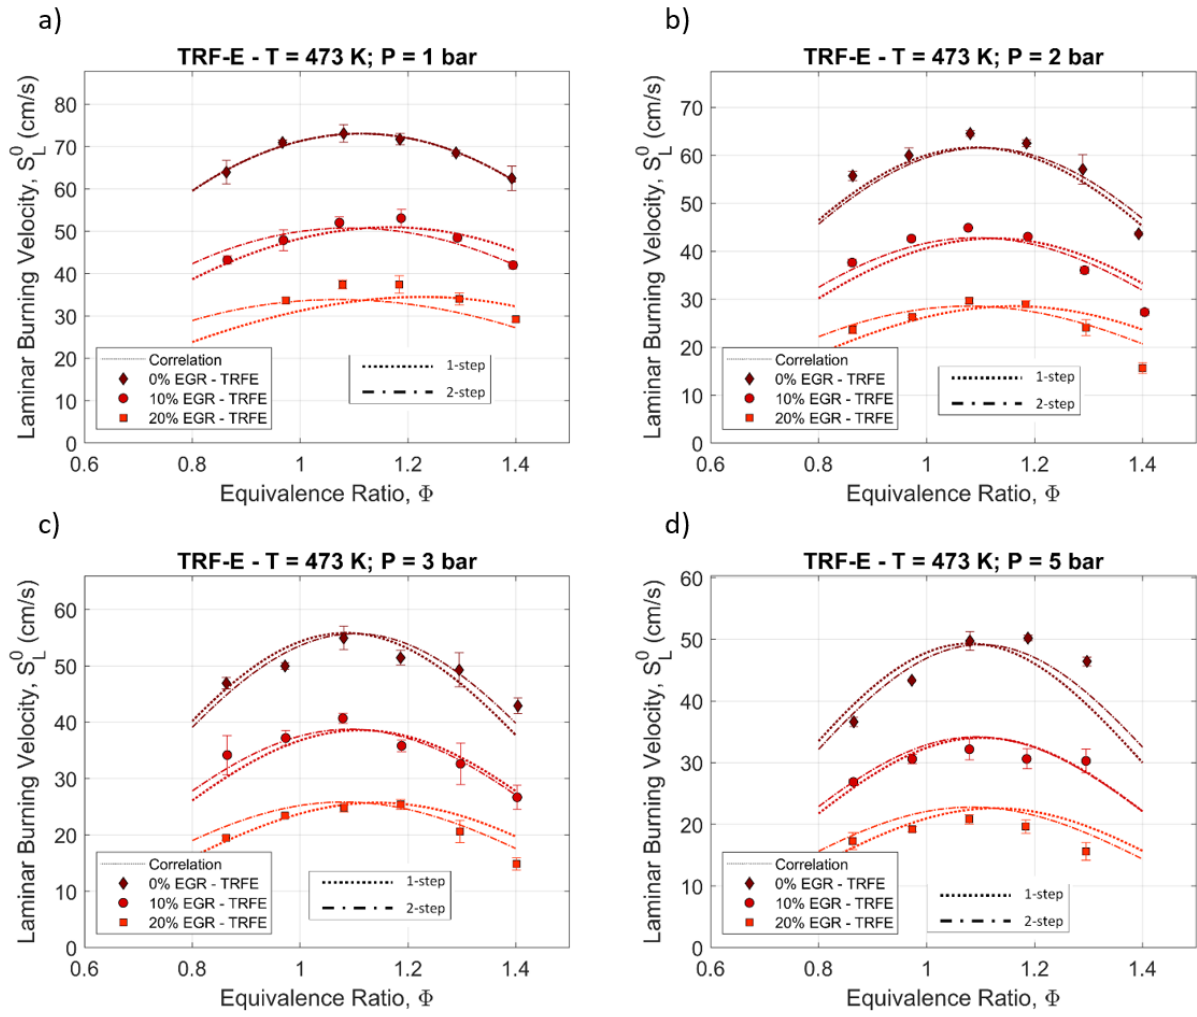 a)
TRF-E - T = 473 K; P = 1 bar
Laminar Burning Velocity, S_L^0 (cm/s)
80
70
60
50
40
30
20
10
0
Correlation
0% EGR - TRFE
10% EGR - TRFE
20% EGR - TRFE
1-step
2-step
0.6 0.8 1 1.2 1.4
Equivalence Ratio, Φ
b)
TRF-E - T = 473 K; P = 2 bar
Laminar Burning Velocity, S_L^0 (cm/s)
70
60
50
40
30
20
10
0
Correlation
0% EGR - TRFE
10% EGR - TRFE
20% EGR - TRFE
1-step
2-step
0.6 0.8 1 1.2 1.4
Equivalence Ratio, Φ
c)
TRF-E - T = 473 K; P = 3 bar
Laminar Burning Velocity, S_L^0 (cm/s)
60
50
40
30
20
10
0
Correlation
0% EGR - TRFE
10% EGR - TRFE
20% EGR - TRFE
1-step
2-step
0.6 0.8 1 1.2 1.4
Equivalence Ratio, Φ
d)
TRF-E - T = 473 K; P = 5 bar
Laminar Burning Velocity, S_L^0 (cm/s)
60
50
40
30
20
10
0
Correlation
0% EGR - TRFE
10% EGR - TRFE
20% EGR - TRFE
1-step
2-step
0.6 0.8 1 1.2 1.4
Equivalence Ratio, Φ